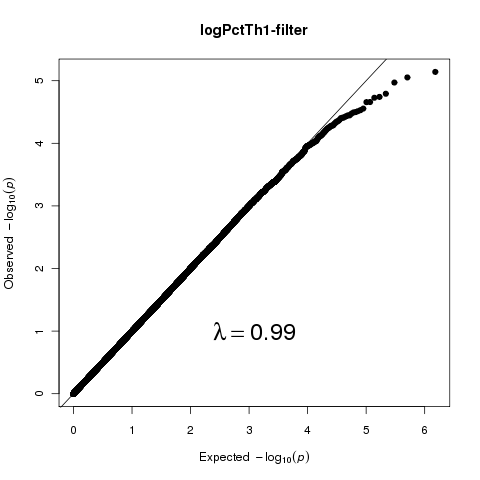 logPctTh1-filter
Observed −log₁₀(p)
5
4
3
2
1
0
λ = 0.99
0 1 2 3 4 5 6
Expected −log₁₀(p)